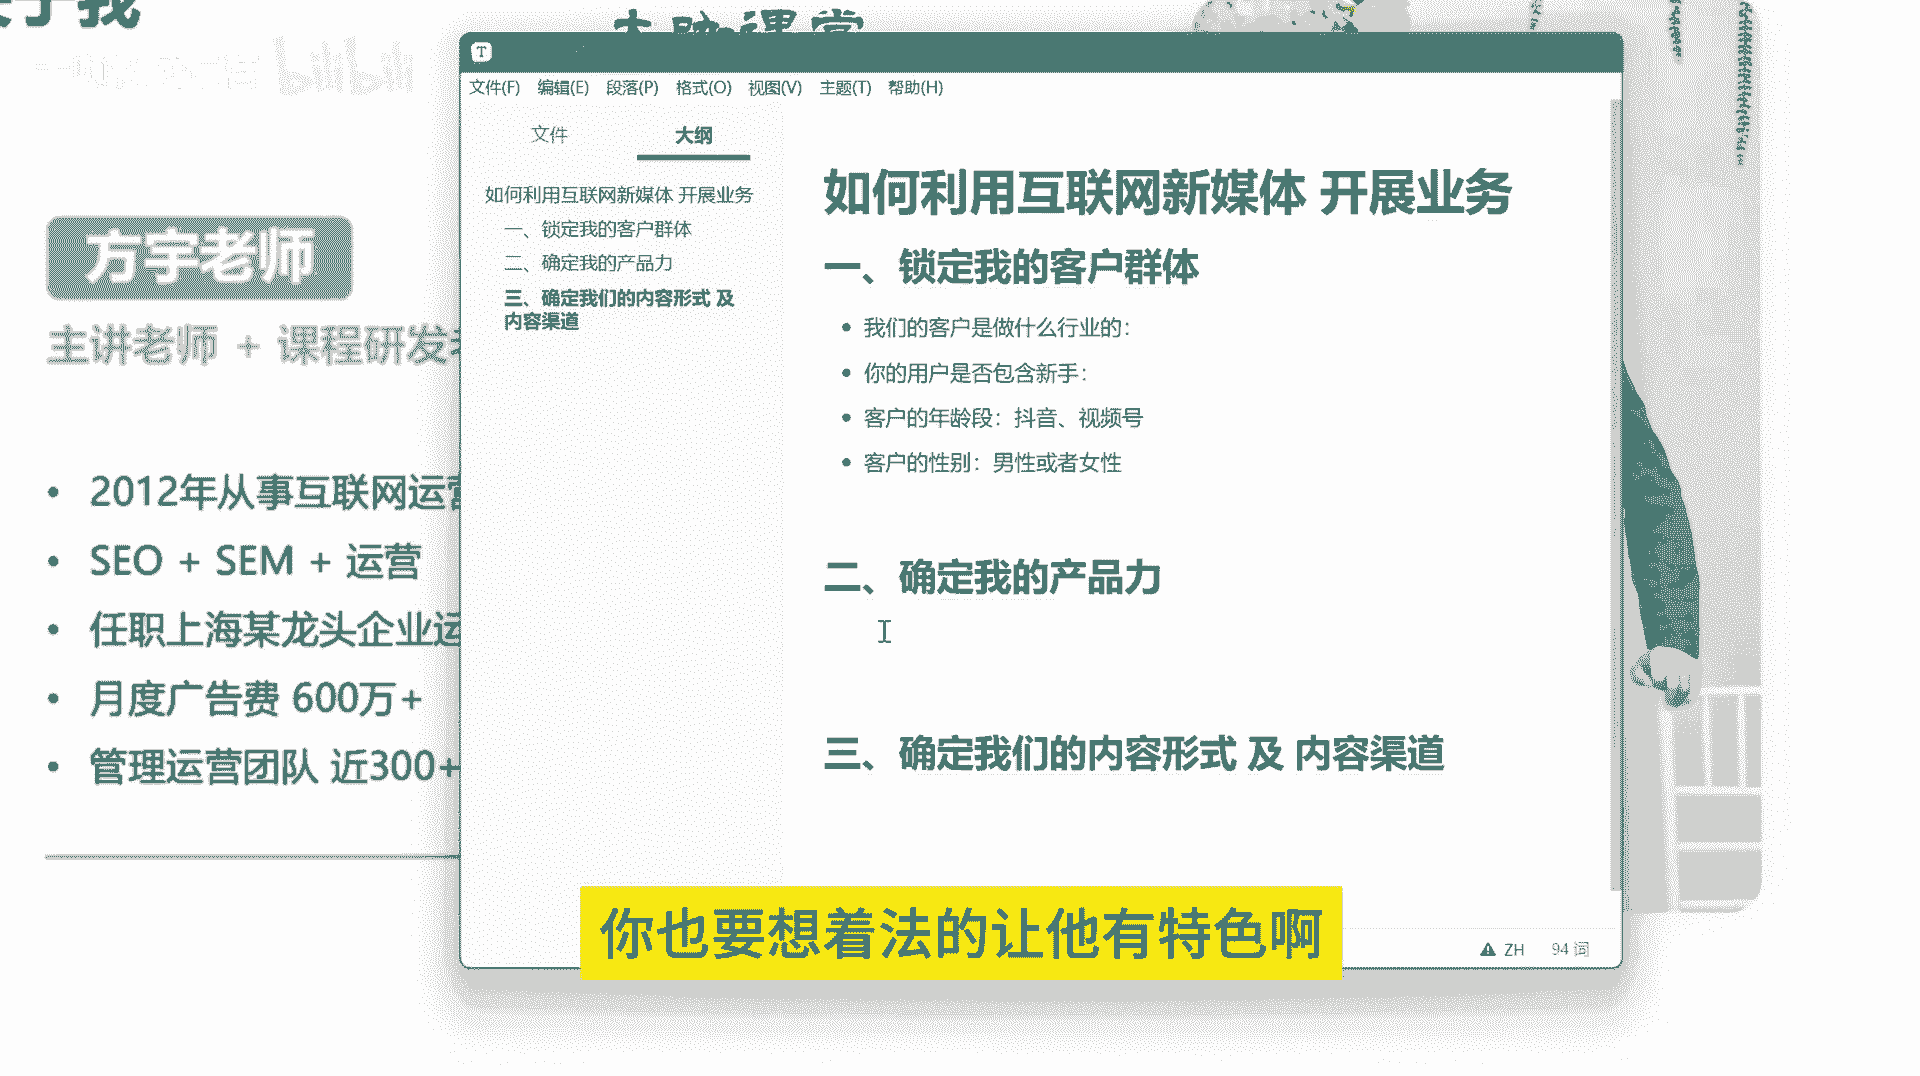 bilibili
方宇老师
主讲老师 + 课程研发
2012年从事互联网运营
SEO + SEM + 运营
任职上海某龙头企业运
月度广告费 600万+
管理运营团队 近300+
T
文件(F) 编辑(E) 段落(P) 格式(O) 视图(V) 主题(T) 帮助(H)
文件 大纲
如何利用互联网新媒体 开展业务
一、锁定我的客户群体
二、确定我的产品力
三、确定我们的内容形式 及
内容渠道
如何利用互联网新媒体 开展业务
一、锁定我的客户群体
我们的客户是做什么行业的：
你的用户是否包含新手：
客户的年龄段：抖音、视频号
客户的性别：男性或者女性
二、确定我的产品力
三、确定我们的内容形式 及 内容渠道
ZH 94 词
你也要想着法的让他有特色啊